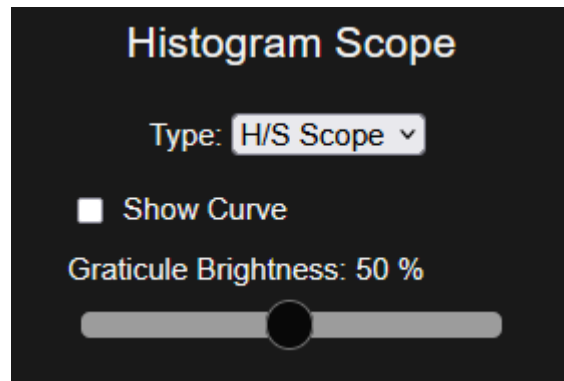 Histogram Scope
Type: H/S Scope
Show Curve
Graticule Brightness: 50 %